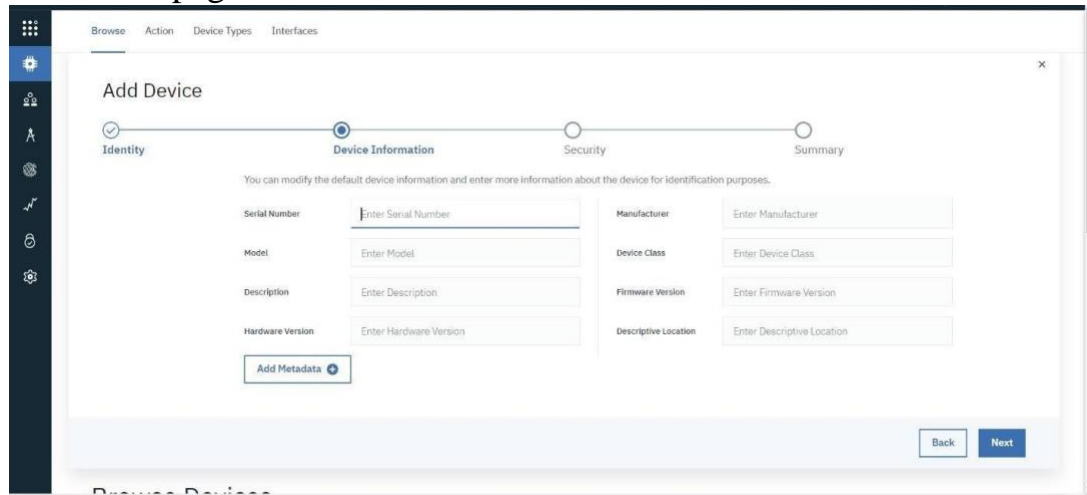 Browse Action Device Types Interfaces
Add Device
Identity Device Information Security Summary
You can modify the default device information and enter more information about the device for identification purposes.
Serial Number Enter Serial Number Manufacturer Enter Manufacturer
Model Enter Model Device Class Enter Device Class
Description Enter Description Firmware Version Enter Firmware Version
Hardware Version Enter Hardware Version Descriptive Location Enter Descriptive Location
Add Metadata
Back Next
Browse Devices